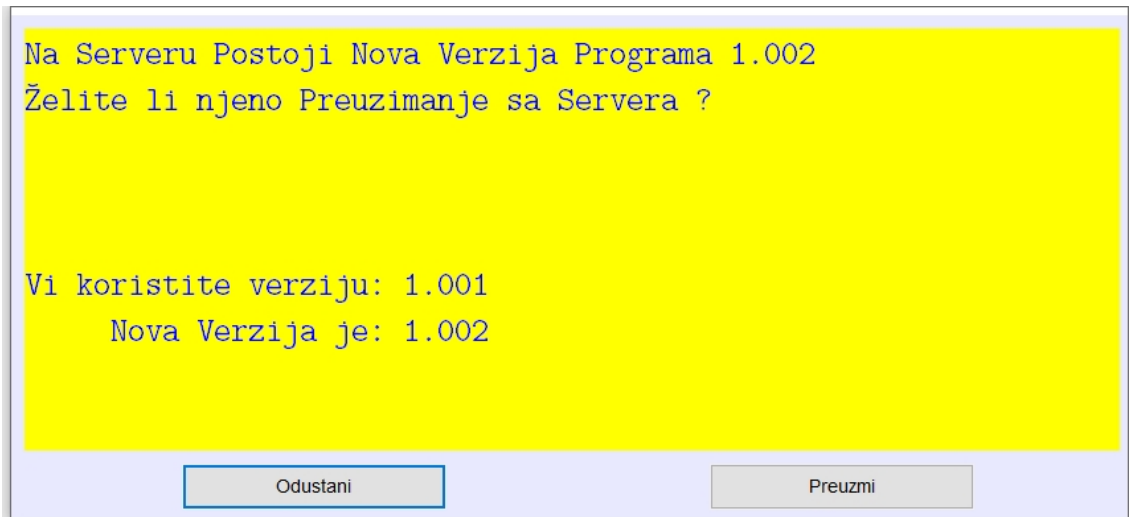 Na Serveru Postoji Nova Verzija Programa 1.002
Želite li njeno Preuzimanje sa Servera ?
Vi koristite verziju: 1.001
Nova Verzija je: 1.002
Odustani
Preuzmi